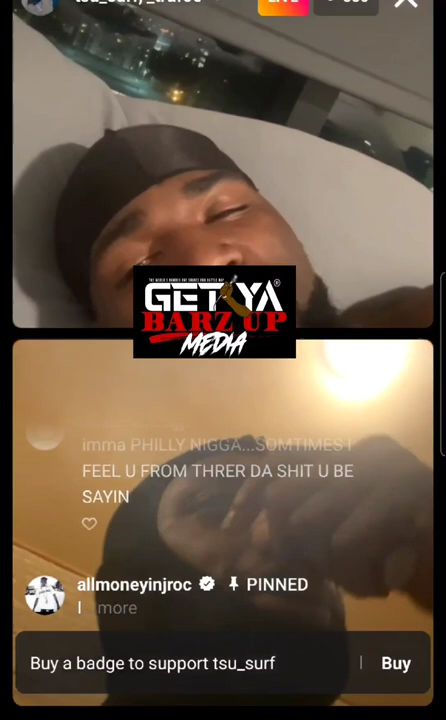 LIVE
GET YA®
BARZ UP
MEDIA
imma PHILLY NIGGA...SOMTIMES I
FEEL U FROM THRER DA SHIT U BE
SAYIN
allmoneyinjroc PINNED
I more
Buy a badge to support tsu_surf | Buy